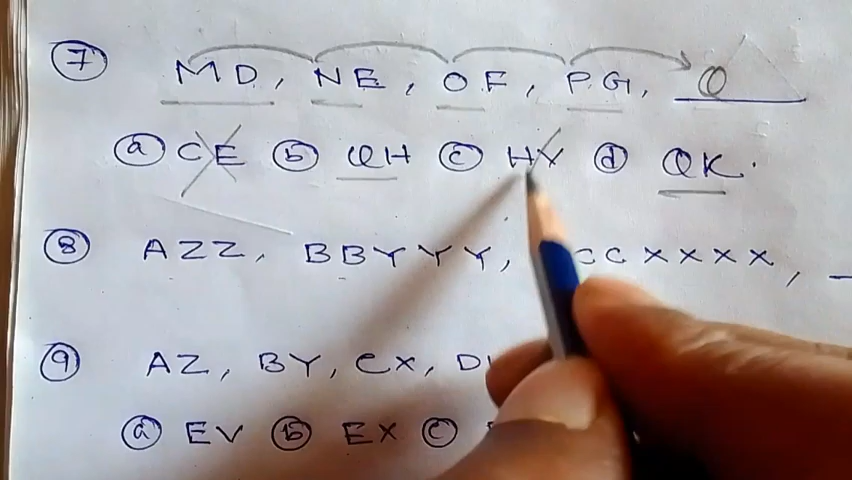 7 MD, NE, OF, PG, Q
a CE b QH c HY d QK.
8 AZZ, BBYYY, CCXXXX,
9 AZ, BY, CX,
a EV b EX c